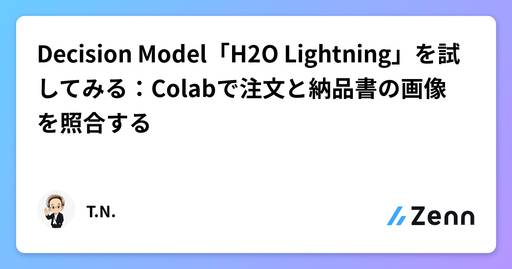 Decision Model「H2O Lightning」を試
してみる：Colabで注文と納品書の画像
を照合する
T.N.
Zenn